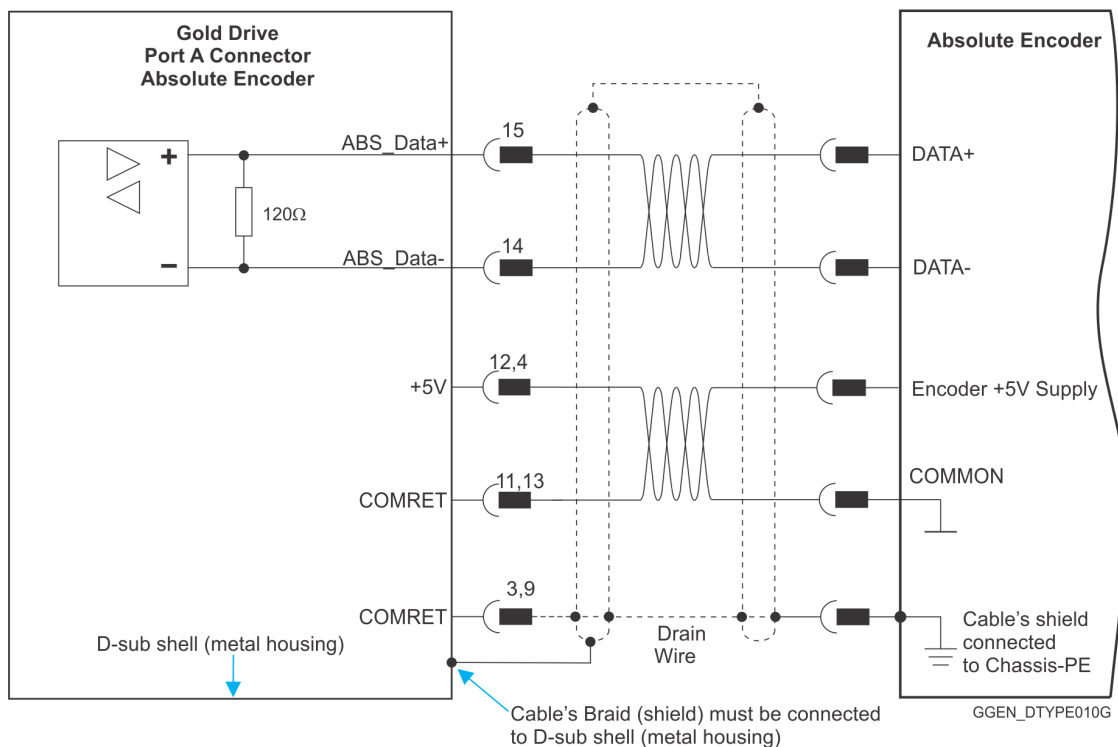 Gold Drive
Port A Connector
Absolute Encoder
Absolute Encoder
+
ABS_Data+
15
DATA+
120Ω
−
ABS_Data-
14
DATA-
12,4
+5V
Encoder +5V Supply
11,13
COMRET
COMMON
3,9
COMRET
Drain
Wire
Cable's shield
connected
to Chassis-PE
D-sub shell (metal housing)
Cable's Braid (shield) must be connected
to D-sub shell (metal housing)
GGEN_DTYPE010G